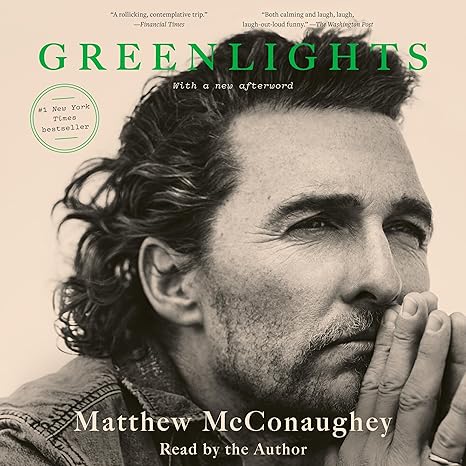 "A rollicking, contemplative trip."
—Financial Times
"Both calming and laugh, laugh,
laugh-out-loud funny." —The Washington Post
GREENLIGHTS
With a new afterword
#1 New York
Times
bestseller
Matthew McConaughey
Read by the Author